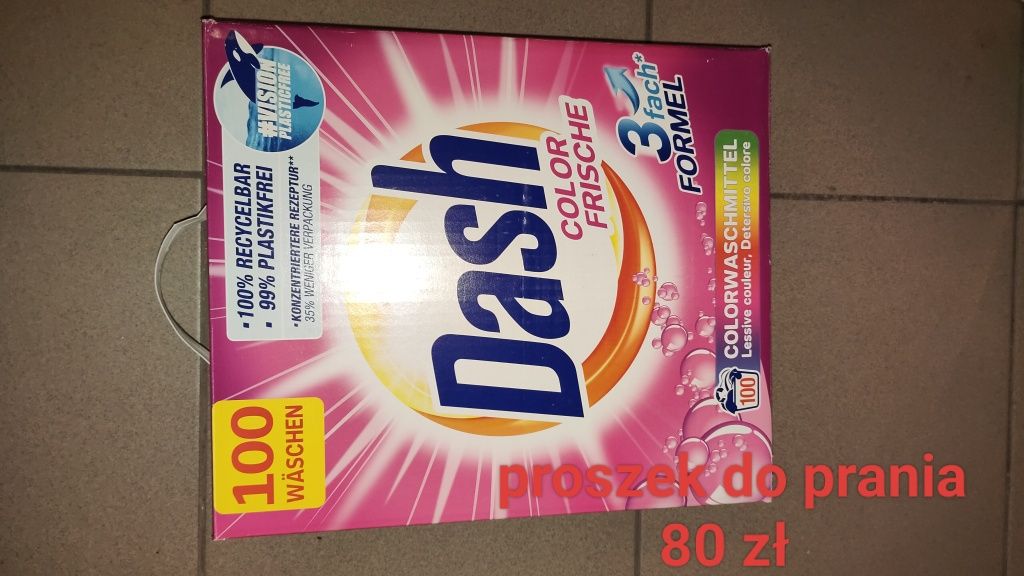 #VISION
PLASTICFREE
• 100% RECYCELBAR
• 99% PLASTIKFREI
•KONZENTRIERTERE REZEPTUR**
35% WENIGER VERPACKUNG
100
WÄSCHEN
Dash
COLOR
FRISCHE
3fach*
FORMEL
100
COLORWASCHMITTEL
Lessive couleur, Detersivo colore
proszek do prania
80 zł